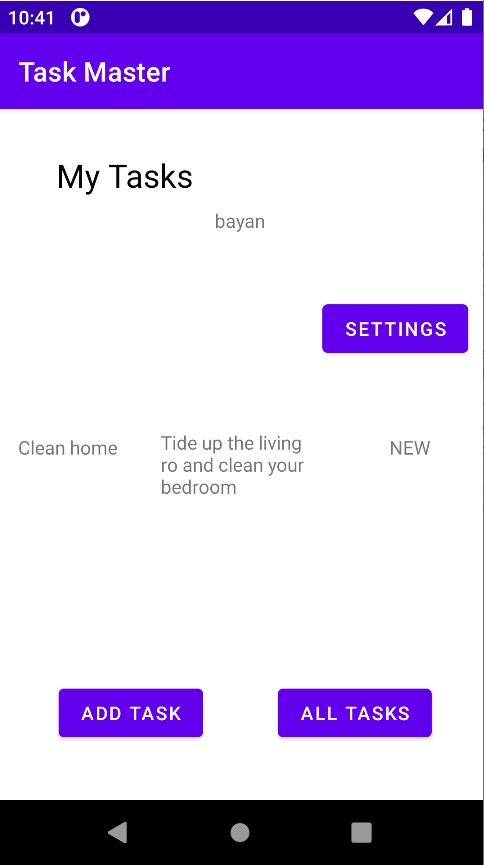 10:41
Task Master
My Tasks
bayan
SETTINGS
Clean home
Tide up the living
ro and clean your
bedroom
NEW
ADD TASK
ALL TASKS